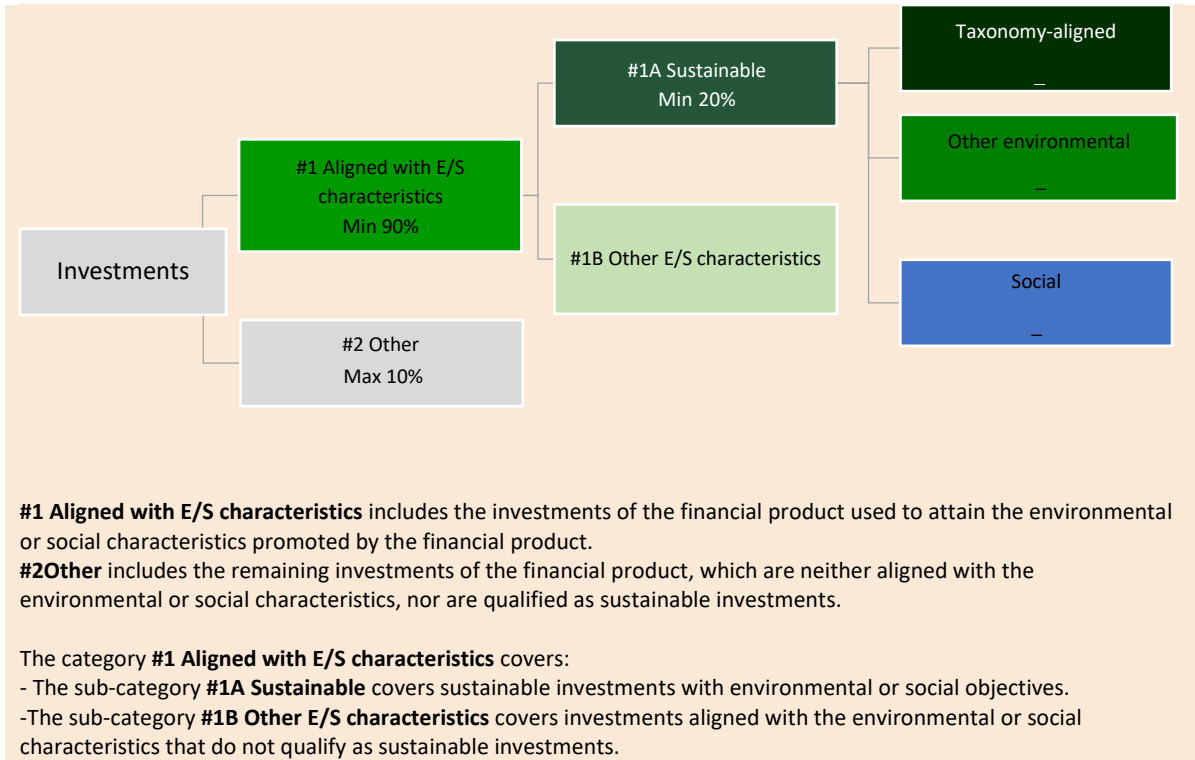 Investments
#1 Aligned with E/S
characteristics
Min 90%
#2 Other
Max 10%
#1A Sustainable
Min 20%
#1B Other E/S characteristics
Taxonomy-aligned
_
Other environmental
_
Social
_
#1 Aligned with E/S characteristics includes the investments of the financial product used to attain the environmental
or social characteristics promoted by the financial product.
#2Other includes the remaining investments of the financial product, which are neither aligned with the
environmental or social characteristics, nor are qualified as sustainable investments.
The category #1 Aligned with E/S characteristics covers:
- The sub-category #1A Sustainable covers sustainable investments with environmental or social objectives.
-The sub-category #1B Other E/S characteristics covers investments aligned with the environmental or social
characteristics that do not qualify as sustainable investments.